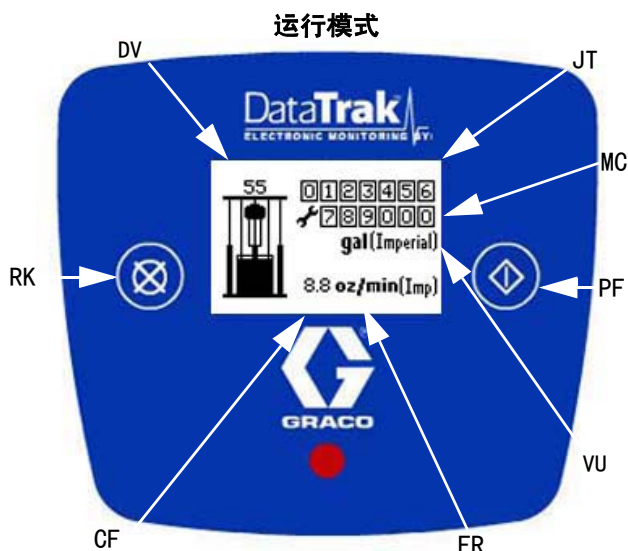 运行模式
DV
JT
DataTrak
ELECTRONIC MONITORING SY
MC
55
0123456
789000
gal(Imperial)
RK
PF
8.8 oz/min(Imp)
GRACO
VU
CF
FR